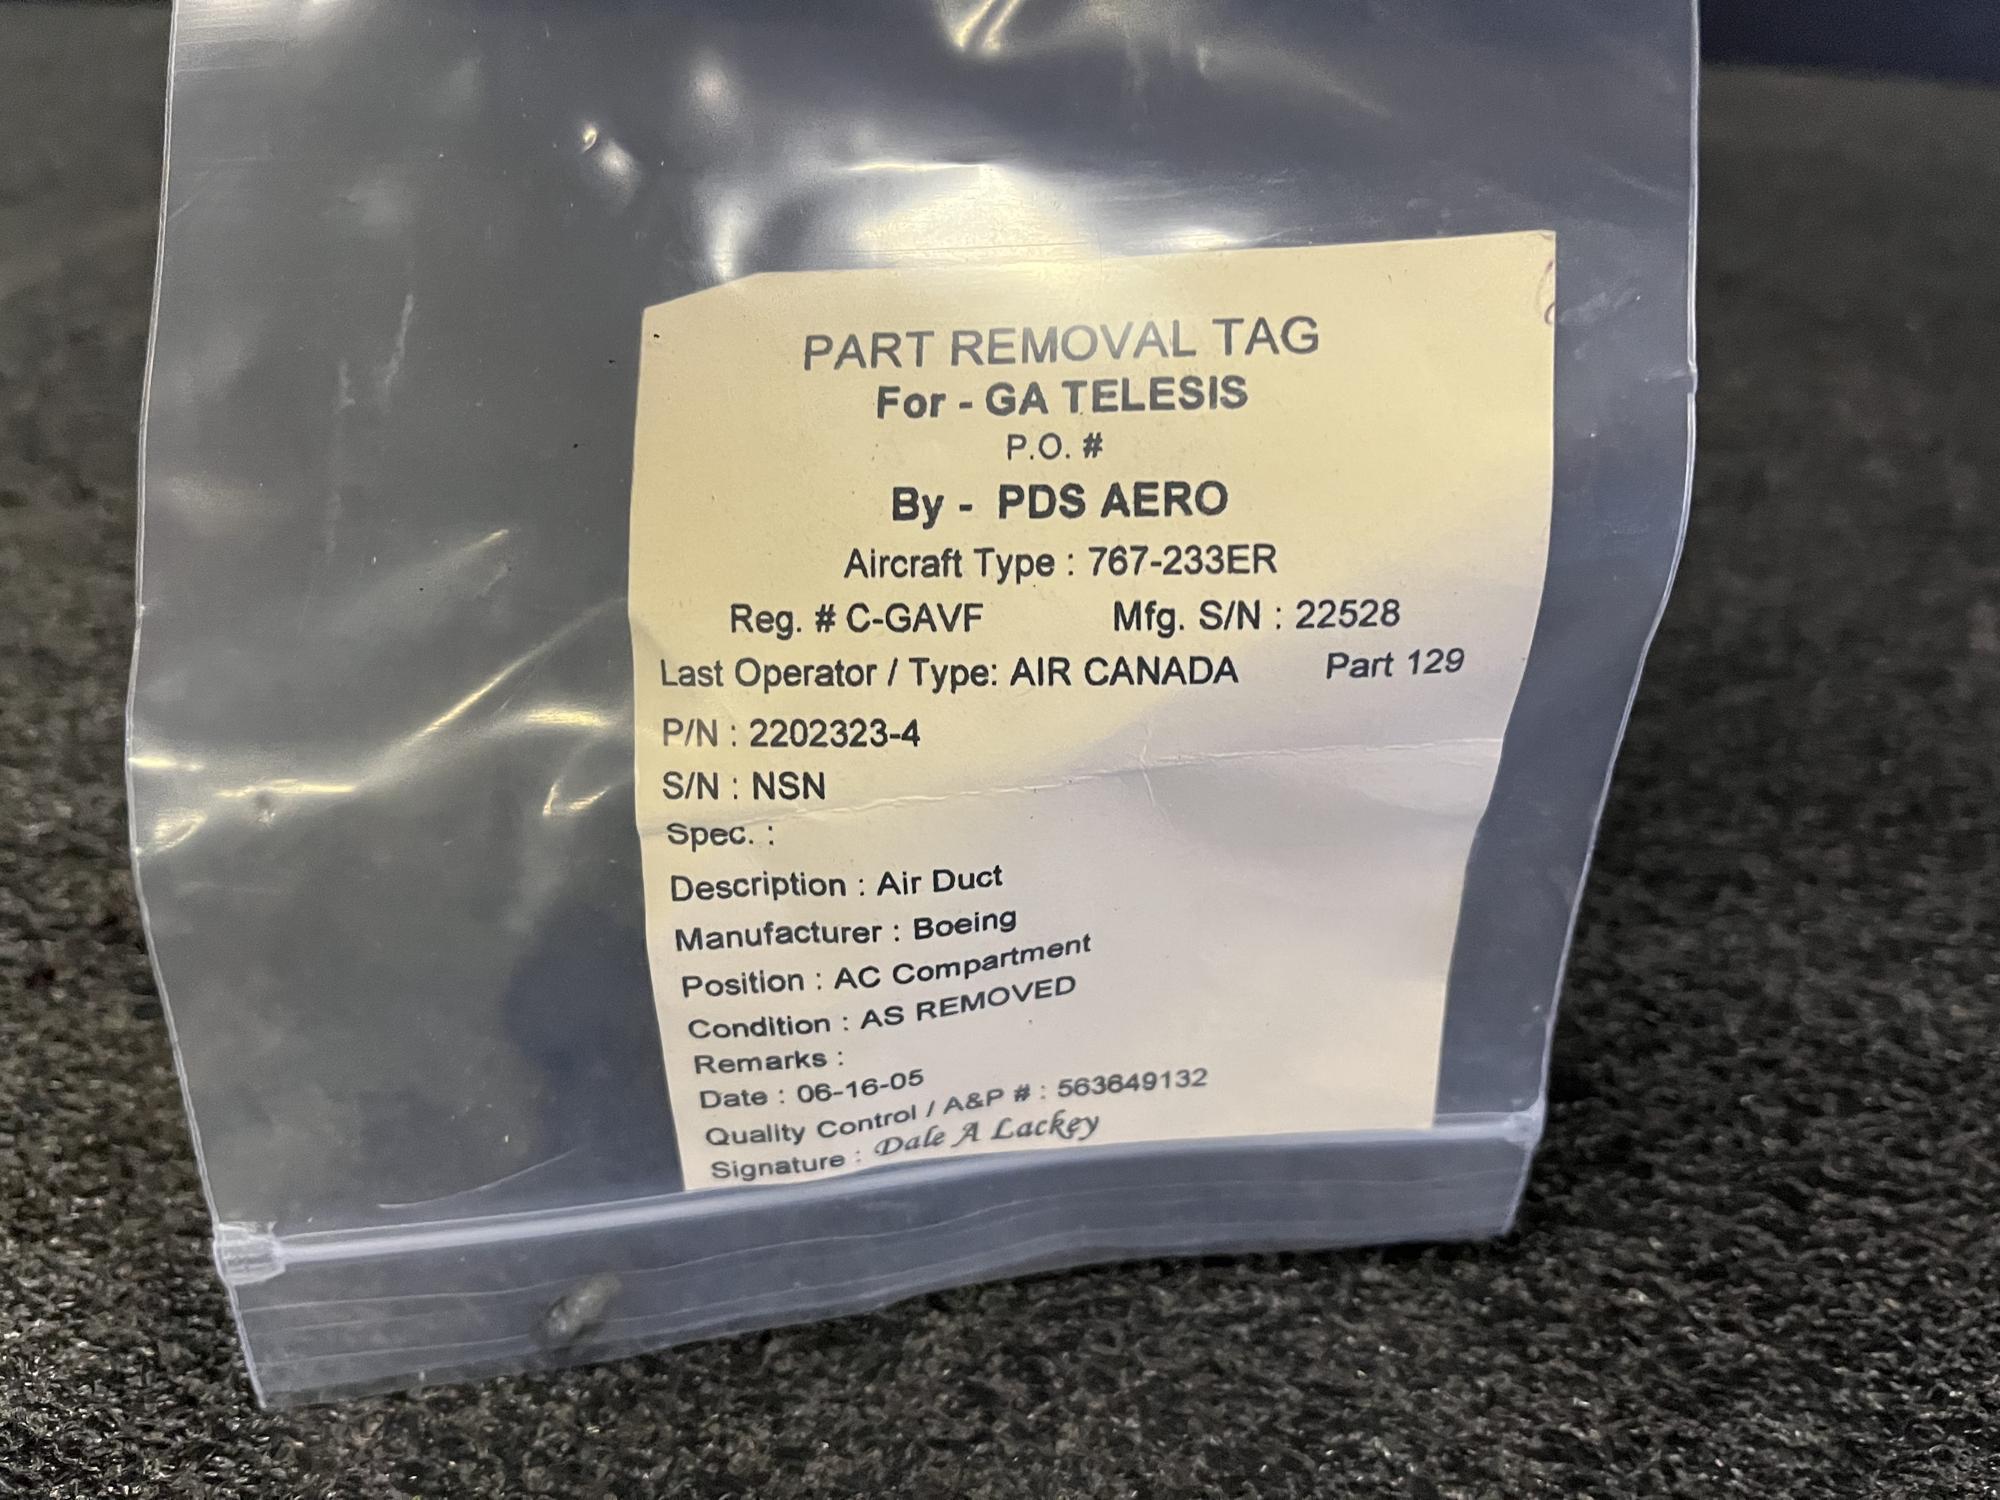 PART REMOVAL TAG
For - GA TELESIS
P.O. #
By - PDS AERO
Aircraft Type : 767-233ER
Reg. # C-GAVF Mfg. S/N : 22528
Last Operator / Type: AIR CANADA Part 129
P/N : 2202323-4
S/N : NSN
Spec. :
Description : Air Duct
Manufacturer : Boeing
Position : AC Compartment
Condition : AS REMOVED
Remarks :
Date : 06-16-05
Quality Control / A&P # : 563649132
Signature : Dale A Lackey